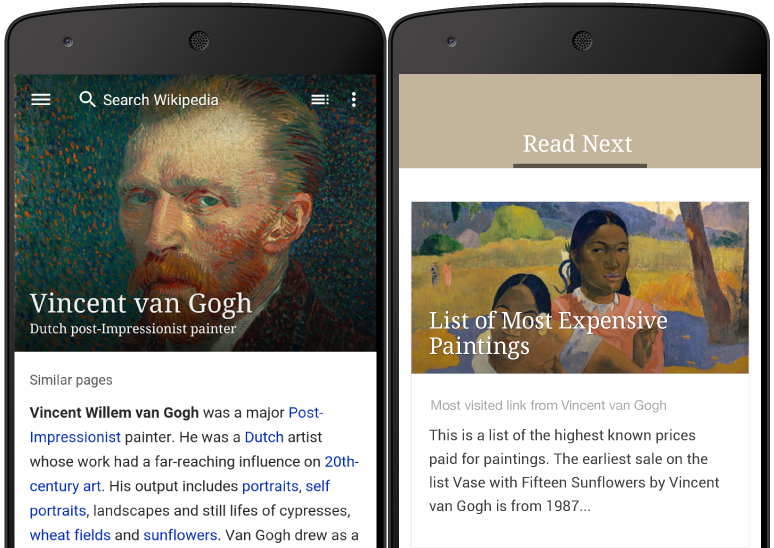 Search Wikipedia
Vincent van Gogh
Dutch post-Impressionist painter
Similar pages
Vincent Willem van Gogh was a major Post-
Impressionist painter. He was a Dutch artist
whose work had a far-reaching influence on 20th-
century art. His output includes portraits, self
portraits, landscapes and still lifes of cypresses,
wheat fields and sunflowers. Van Gogh drew as a
Read Next
List of Most Expensive
Paintings
Most visited link from Vincent van Gogh
This is a list of the highest known prices
paid for paintings. The earliest sale on the
list Vase with Fifteen Sunflowers by Vincent
van Gogh is from 1987...